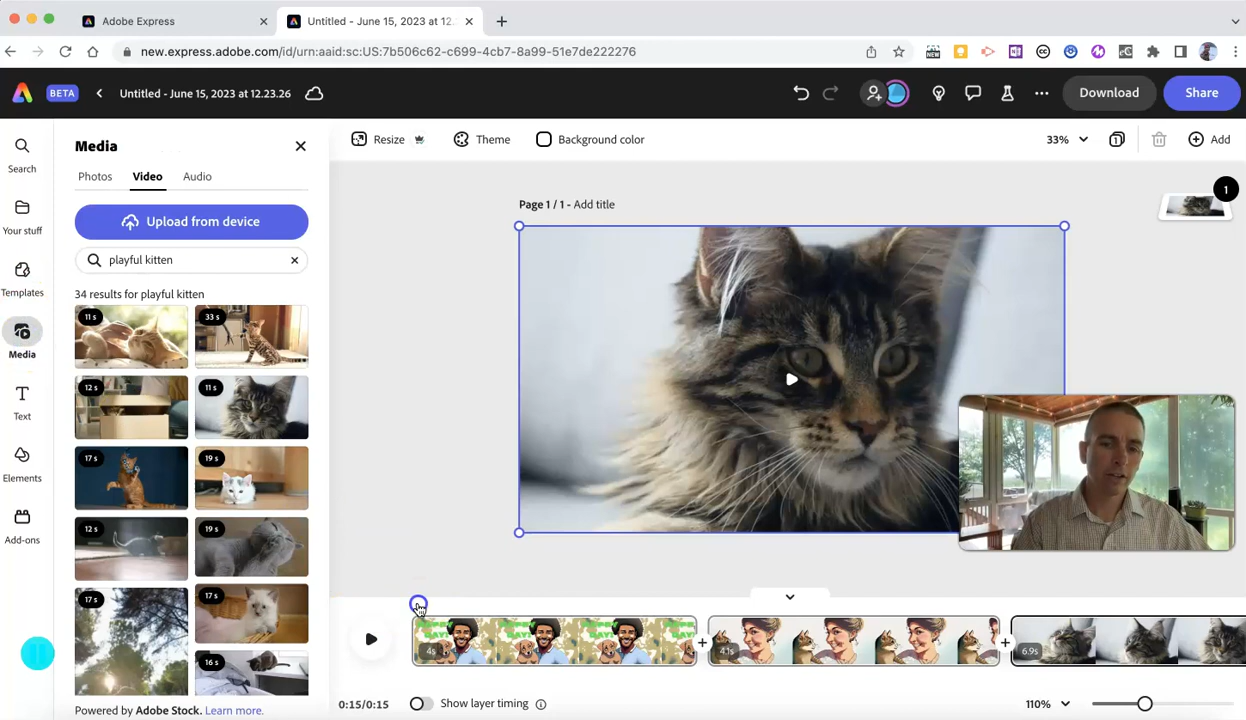 Adobe Express
Untitled - June 15, 2023 at 12.
new.express.adobe.com/id/urn:aaid:sc:US:7b506c62-c699-4cb7-8a99-51e7de222276
BETA
Untitled - June 15, 2023 at 12.23.26
Download
Share
Search
Your stuff
Templates
Media
Text
Elements
Add-ons
Media
Photos
Video
Audio
Upload from device
playful kitten
34 results for playful kitten
11 s
33 s
12 s
11 s
17 s
19 s
12 s
19 s
17 s
17 s
16 s
Powered by Adobe Stock. Learn more.
Resize
Theme
Background color
33%
1
Add
Page 1 / 1 - Add title
1
4s
4.1s
6.9s
0:15/0:15
Show layer timing
110%